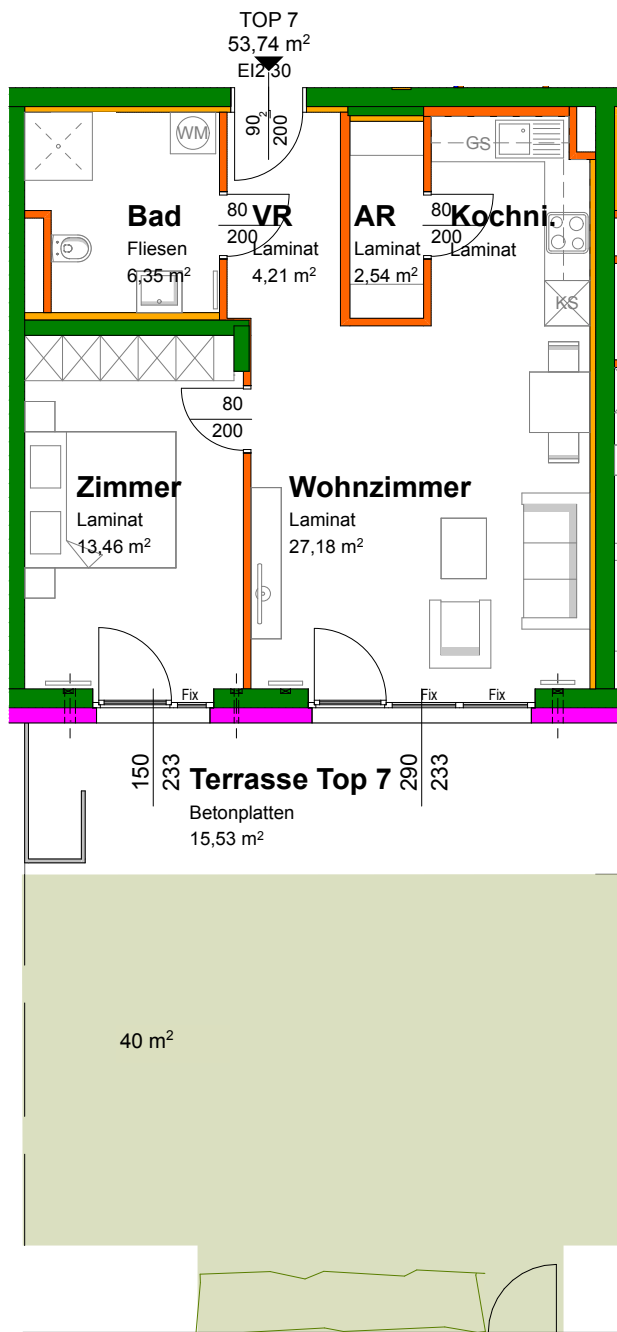 TOP 7
53,74 m²
EI2 30
90
2
200
WM
GS
Bad
Fliesen
6,35 m²
80
200
VR
Laminat
4,21 m²
AR
Laminat
2,54 m²
80
200
Kochni.
Laminat
KS
80
200
Zimmer
Laminat
13,46 m²
Wohnzimmer
Laminat
27,18 m²
Fix
Fix
Fix
150
233
Terrasse Top 7
Betonplatten
15,53 m²
290
233
40 m²